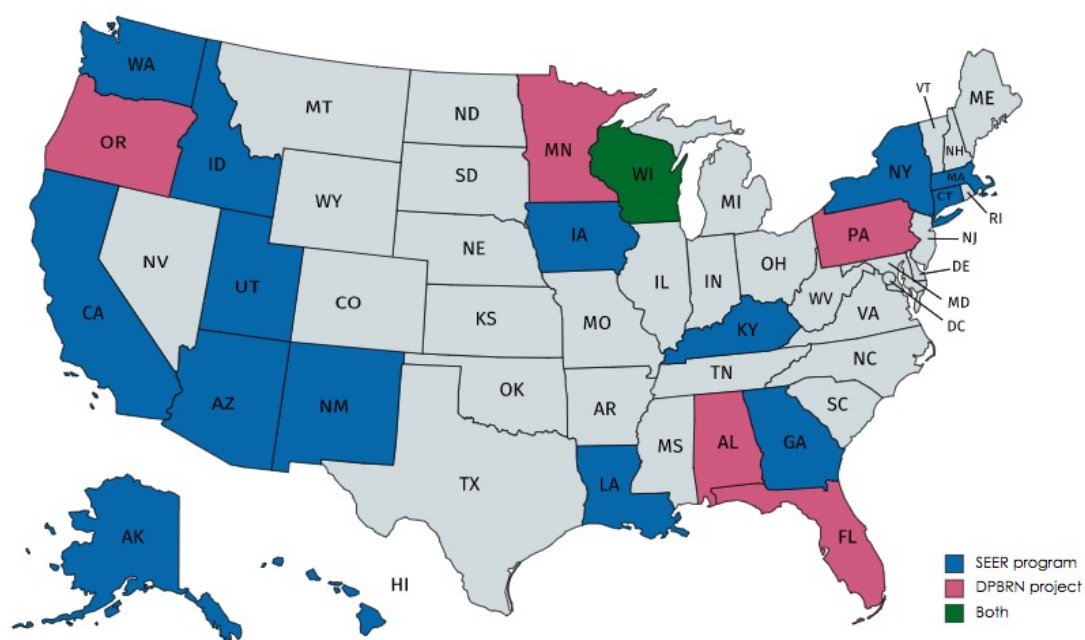 WA
MT
ND
MN
VT
ME
OR
ID
SD
WI
NH
NY
MA
WY
MI
CT
RI
IA
PA
NJ
NE
NV
UT
IL
IN
OH
DE
CO
WV
MD
CA
KS
MO
VA
DC
KY
NC
TN
AZ
NM
OK
AR
SC
MS
AL
GA
TX
LA
AK
FL
HI
SEER program
DPBRN project
Both